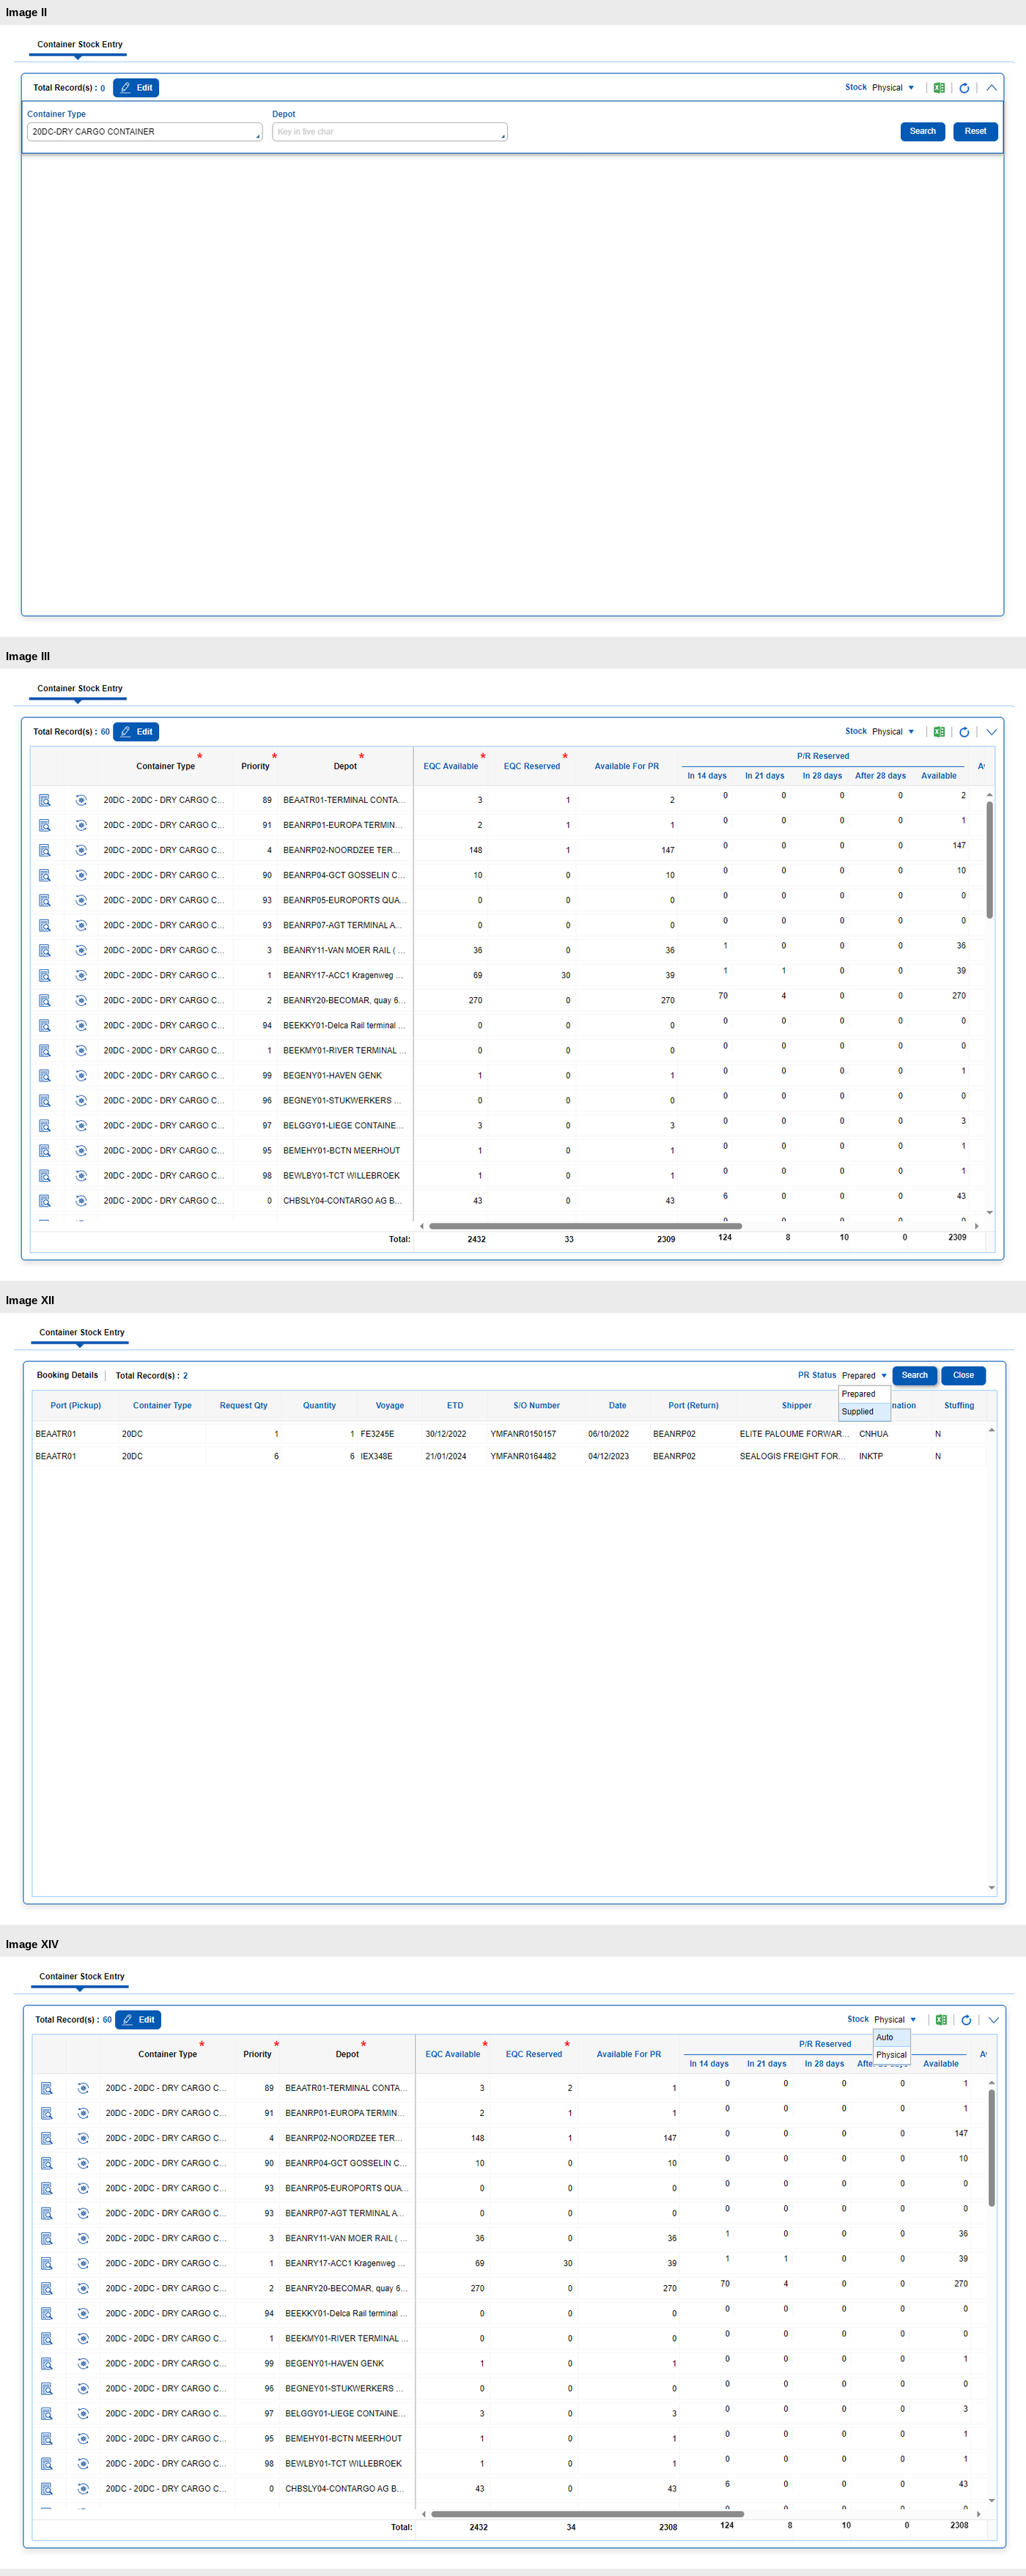 Image II
Container Stock Entry
Total Record(s) : 0 Edit Stock Physical
Container Type Depot
20DC-DRY CARGO CONTAINER Key in five char Search Reset
Image III
Container Stock Entry
Total Record(s) : 60 Edit Stock Physical
P/R Reserved
Container Type * Priority * Depot * EQC Available * EQC Reserved * Available For PR
In 14 days In 21 days In 28 days After 28 days Available
20DC - 20DC - DRY CARGO C... 89 BEAATR01-TERMINAL CONTA... 3 1 2 0 0 0 0 2
20DC - 20DC - DRY CARGO C... 91 BEANRP01-EUROPA TERMIN... 2 1 1 0 0 0 0 1
20DC - 20DC - DRY CARGO C... 4 BEANRP02-NOORDZEE TER... 148 1 147 0 0 0 0 147
20DC - 20DC - DRY CARGO C... 90 BEANRP04-GCT GOSSELIN C... 10 0 10 0 0 0 0 10
20DC - 20DC - DRY CARGO C... 93 BEANRP05-EUROPORTS QUA... 0 0 0 0 0 0 0 0
20DC - 20DC - DRY CARGO C... 93 BEANRP07-AGT TERMINAL A... 0 0 0 0 0 0 0 0
20DC - 20DC - DRY CARGO C... 3 BEANRY11-VAN MOER RAIL ( ... 36 0 36 1 0 0 0 36
20DC - 20DC - DRY CARGO C... 1 BEANRY17-ACC1 Kragenweg ... 69 30 39 1 1 0 0 39
20DC - 20DC - DRY CARGO C... 2 BEANRY20-BECOMAR, quay 6... 270 0 270 70 4 0 0 270
20DC - 20DC - DRY CARGO C... 94 BEEKKY01-Delca Rail terminal ... 0 0 0 0 0 0 0 0
20DC - 20DC - DRY CARGO C... 1 BEEKMY01-RIVER TERMINAL ... 0 0 0 0 0 0 0 0
20DC - 20DC - DRY CARGO C... 99 BEGENY01-HAVEN GENK 1 0 1 0 0 0 0 1
20DC - 20DC - DRY CARGO C... 96 BEGNEY01-STUKWERKERS ... 0 0 0 0 0 0 0 0
20DC - 20DC - DRY CARGO C... 97 BELGGY01-LIEGE CONTAINE... 3 0 3 0 0 0 0 3
20DC - 20DC - DRY CARGO C... 95 BEMEHY01-BCTN MEERHOUT 1 0 1 0 0 0 0 1
20DC - 20DC - DRY CARGO C... 98 BEWLBY01-TCT WILLEBROEK 1 0 1 0 0 0 0 1
20DC - 20DC - DRY CARGO C... 0 CHBSLY04-CONTARGO AG B... 43 0 43 6 0 0 0 43
Total: 2432 33 2309 124 8 10 0 2309
Image XII
Container Stock Entry
Booking Details Total Record(s) : 2 PR Status Prepared Search Close
Prepared
Supplied
Port (Pickup) Container Type Request Qty Quantity Voyage ETD S/O Number Date Port (Return) Shipper nation Stuffing
BEAATR01 20DC 1 1 FE3245E 30/12/2022 YMFANR0150157 06/10/2022 BEANRP02 ELITE PALOUME FORWAR... CNHUA N
BEAATR01 20DC 6 6 IEX348E 21/01/2024 YMFANR0164482 04/12/2023 BEANRP02 SEALOGIS FREIGHT FOR... INKTP N
Image XIV
Container Stock Entry
Total Record(s) : 60 Edit Stock Physical
Auto
Physical
P/R Reserved
Container Type * Priority * Depot * EQC Available * EQC Reserved * Available For PR
In 14 days In 21 days In 28 days Available
20DC - 20DC - DRY CARGO C... 89 BEAATR01-TERMINAL CONTA... 3 2 1 0 0 0 0 1
20DC - 20DC - DRY CARGO C... 91 BEANRP01-EUROPA TERMIN... 2 1 1 0 0 0 0 1
20DC - 20DC - DRY CARGO C... 4 BEANRP02-NOORDZEE TER... 148 1 147 0 0 0 0 147
20DC - 20DC - DRY CARGO C... 90 BEANRP04-GCT GOSSELIN C... 10 0 10 0 0 0 0 10
20DC - 20DC - DRY CARGO C... 93 BEANRP05-EUROPORTS QUA... 0 0 0 0 0 0 0 0
20DC - 20DC - DRY CARGO C... 93 BEANRP07-AGT TERMINAL A... 0 0 0 0 0 0 0 0
20DC - 20DC - DRY CARGO C... 3 BEANRY11-VAN MOER RAIL ( ... 36 0 36 1 0 0 0 36
20DC - 20DC - DRY CARGO C... 1 BEANRY17-ACC1 Kragenweg ... 69 30 39 1 1 0 0 39
20DC - 20DC - DRY CARGO C... 2 BEANRY20-BECOMAR, quay 6... 270 0 270 70 4 0 0 270
20DC - 20DC - DRY CARGO C... 94 BEEKKY01-Delca Rail terminal ... 0 0 0 0 0 0 0 0
20DC - 20DC - DRY CARGO C... 1 BEEKMY01-RIVER TERMINAL ... 0 0 0 0 0 0 0 0
20DC - 20DC - DRY CARGO C... 99 BEGENY01-HAVEN GENK 1 0 1 0 0 0 0 1
20DC - 20DC - DRY CARGO C... 96 BEGNEY01-STUKWERKERS ... 0 0 0 0 0 0 0 0
20DC - 20DC - DRY CARGO C... 97 BELGGY01-LIEGE CONTAINE... 3 0 3 0 0 0 0 3
20DC - 20DC - DRY CARGO C... 95 BEMEHY01-BCTN MEERHOUT 1 0 1 0 0 0 0 1
20DC - 20DC - DRY CARGO C... 98 BEWLBY01-TCT WILLEBROEK 1 0 1 0 0 0 0 1
20DC - 20DC - DRY CARGO C... 0 CHBSLY04-CONTARGO AG B... 43 0 43 6 0 0 0 43
Total: 2432 34 2308 124 8 10 0 2308